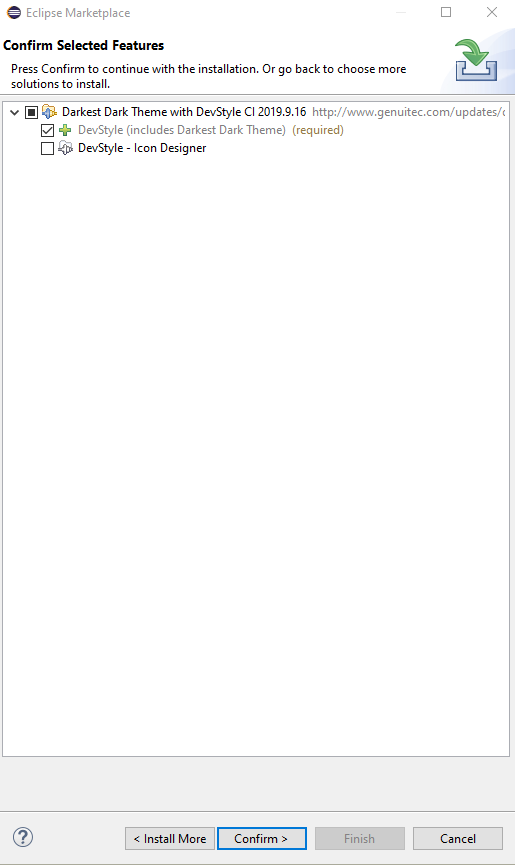 Eclipse Marketplace
Confirm Selected Features
Press Confirm to continue with the installation. Or go back to choose more
solutions to install.
Darkest Dark Theme with DevStyle CI 2019.9.16 http://www.genuitec.com/updates/
DevStyle (includes Darkest Dark Theme) (required)
DevStyle - Icon Designer
?
< Install More
Confirm >
Finish
Cancel